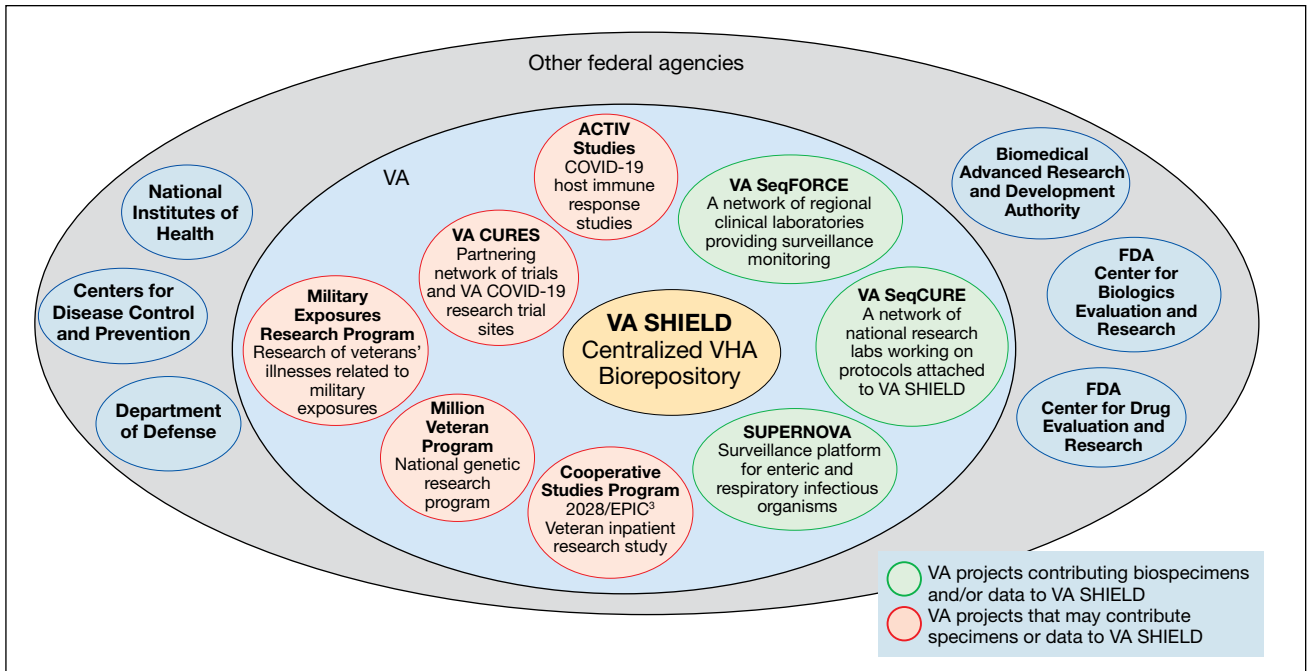 Other federal agencies
VA
National
Institutes of
Health
Centers for
Disease Control
and Prevention
Department
of Defense
ACTIV
Studies
COVID-19
host immune
response
studies
VA CURES
Partnering
network of trials
and VA COVID-19
research trial
sites
Military
Exposures
Research Program
Research of veterans’
illnesses related to
military
exposures
Million
Veteran
Program
National genetic
research
program
Cooperative
Studies Program
2028/EPIC³
Veteran inpatient
research study
VA SHIELD
Centralized VHA
Biorepository
VA SeqFORCE
A network of regional
clinical laboratories
providing surveillance
monitoring
VA SeqCURE
A network of
national research
labs working on
protocols attached
to VA SHIELD
SUPERNOVA
Surveillance platform
for enteric and
respiratory infectious
organisms
Biomedical
Advanced Research
and Development
Authority
FDA
Center for
Biologics
Evaluation and
Research
FDA
Center for Drug
Evaluation and
Research
VA projects contributing biospecimens
and/or data to VA SHIELD
VA projects that may contribute
specimens or data to VA SHIELD